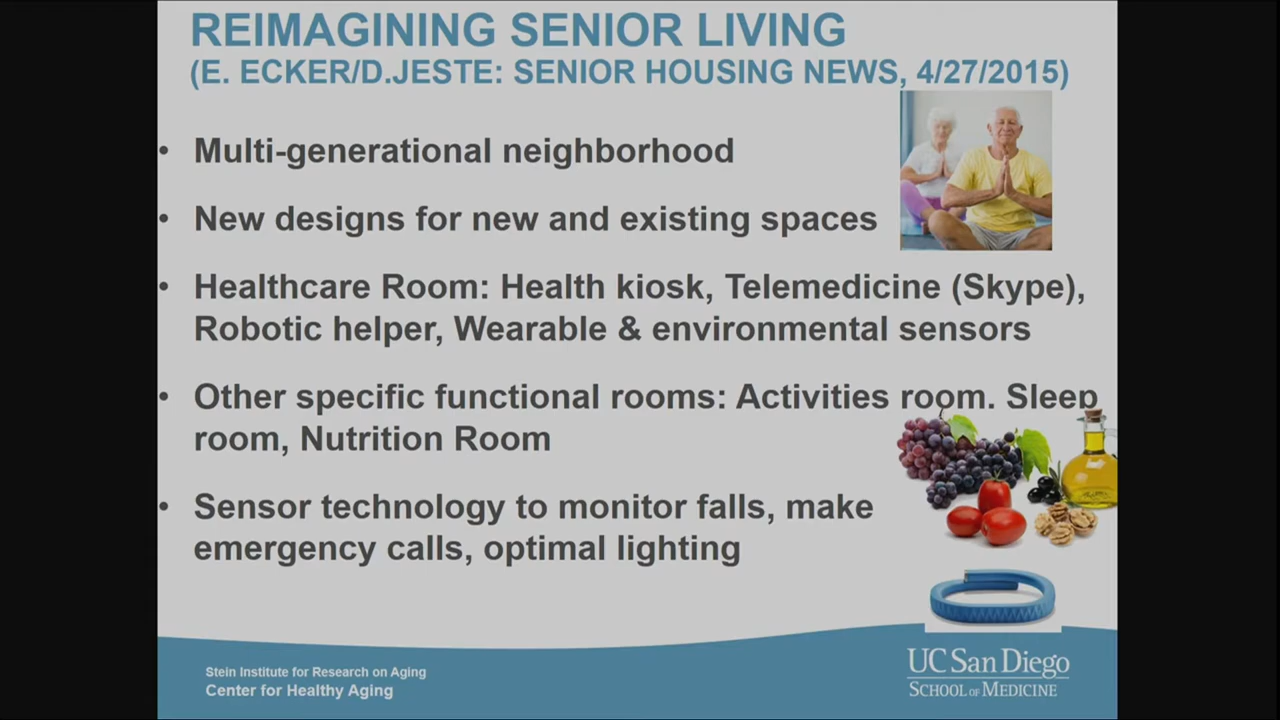 REIMAGINING SENIOR LIVING
(E. ECKER/D.JESTE: SENIOR HOUSING NEWS, 4/27/2015)
• Multi-generational neighborhood
• New designs for new and existing spaces
• Healthcare Room: Health kiosk, Telemedicine (Skype),
Robotic helper, Wearable & environmental sensors
• Other specific functional rooms: Activities room. Sleep
room, Nutrition Room
• Sensor technology to monitor falls, make
emergency calls, optimal lighting
Stein Institute for Research on Aging
Center for Healthy Aging
UC San Diego
SCHOOL OF MEDICINE